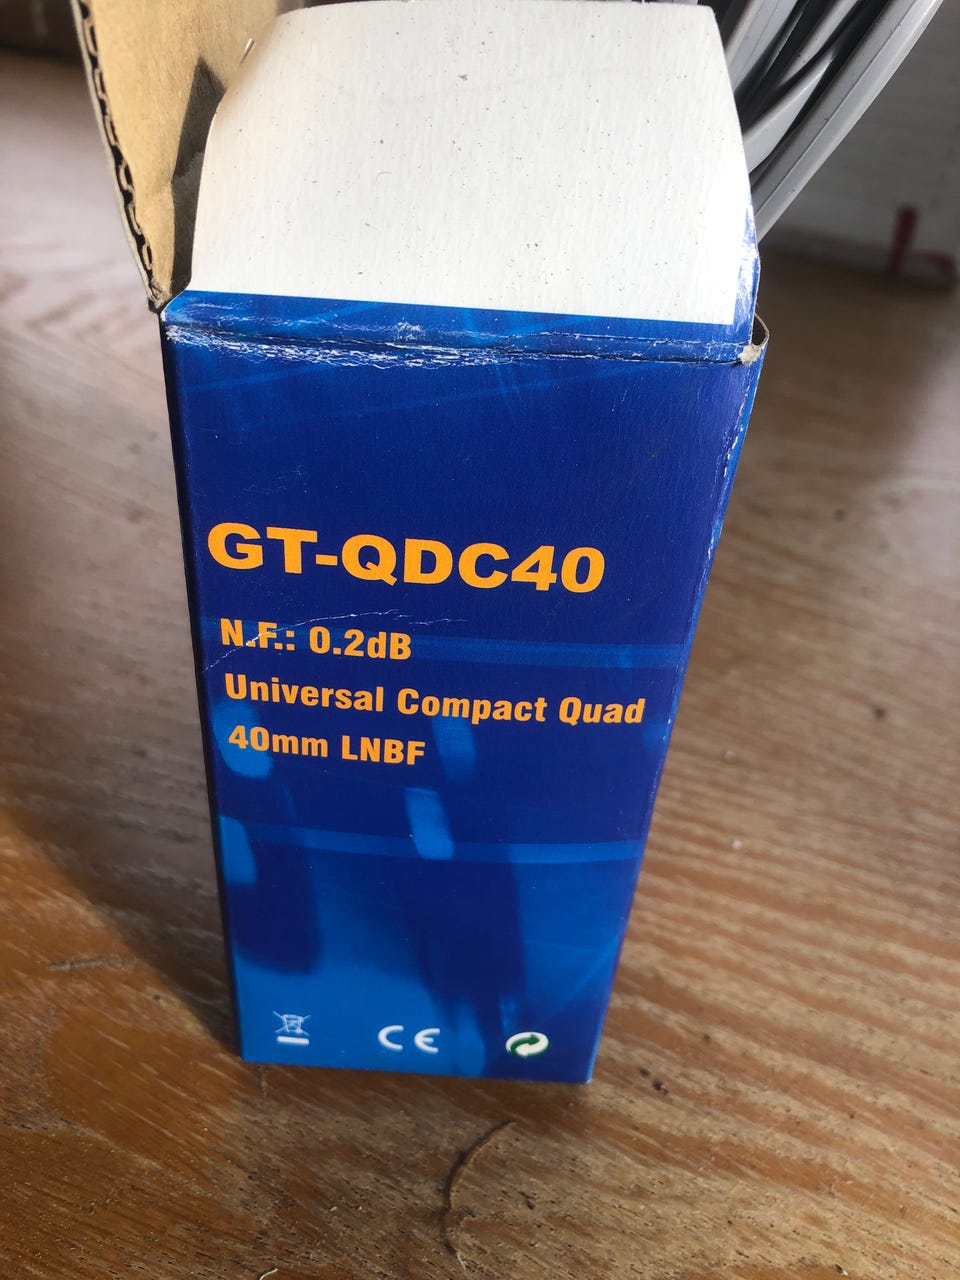 GT-QDC40
N.F.: 0.2dB
Universal Compact Quad
40mm LNBF
CE